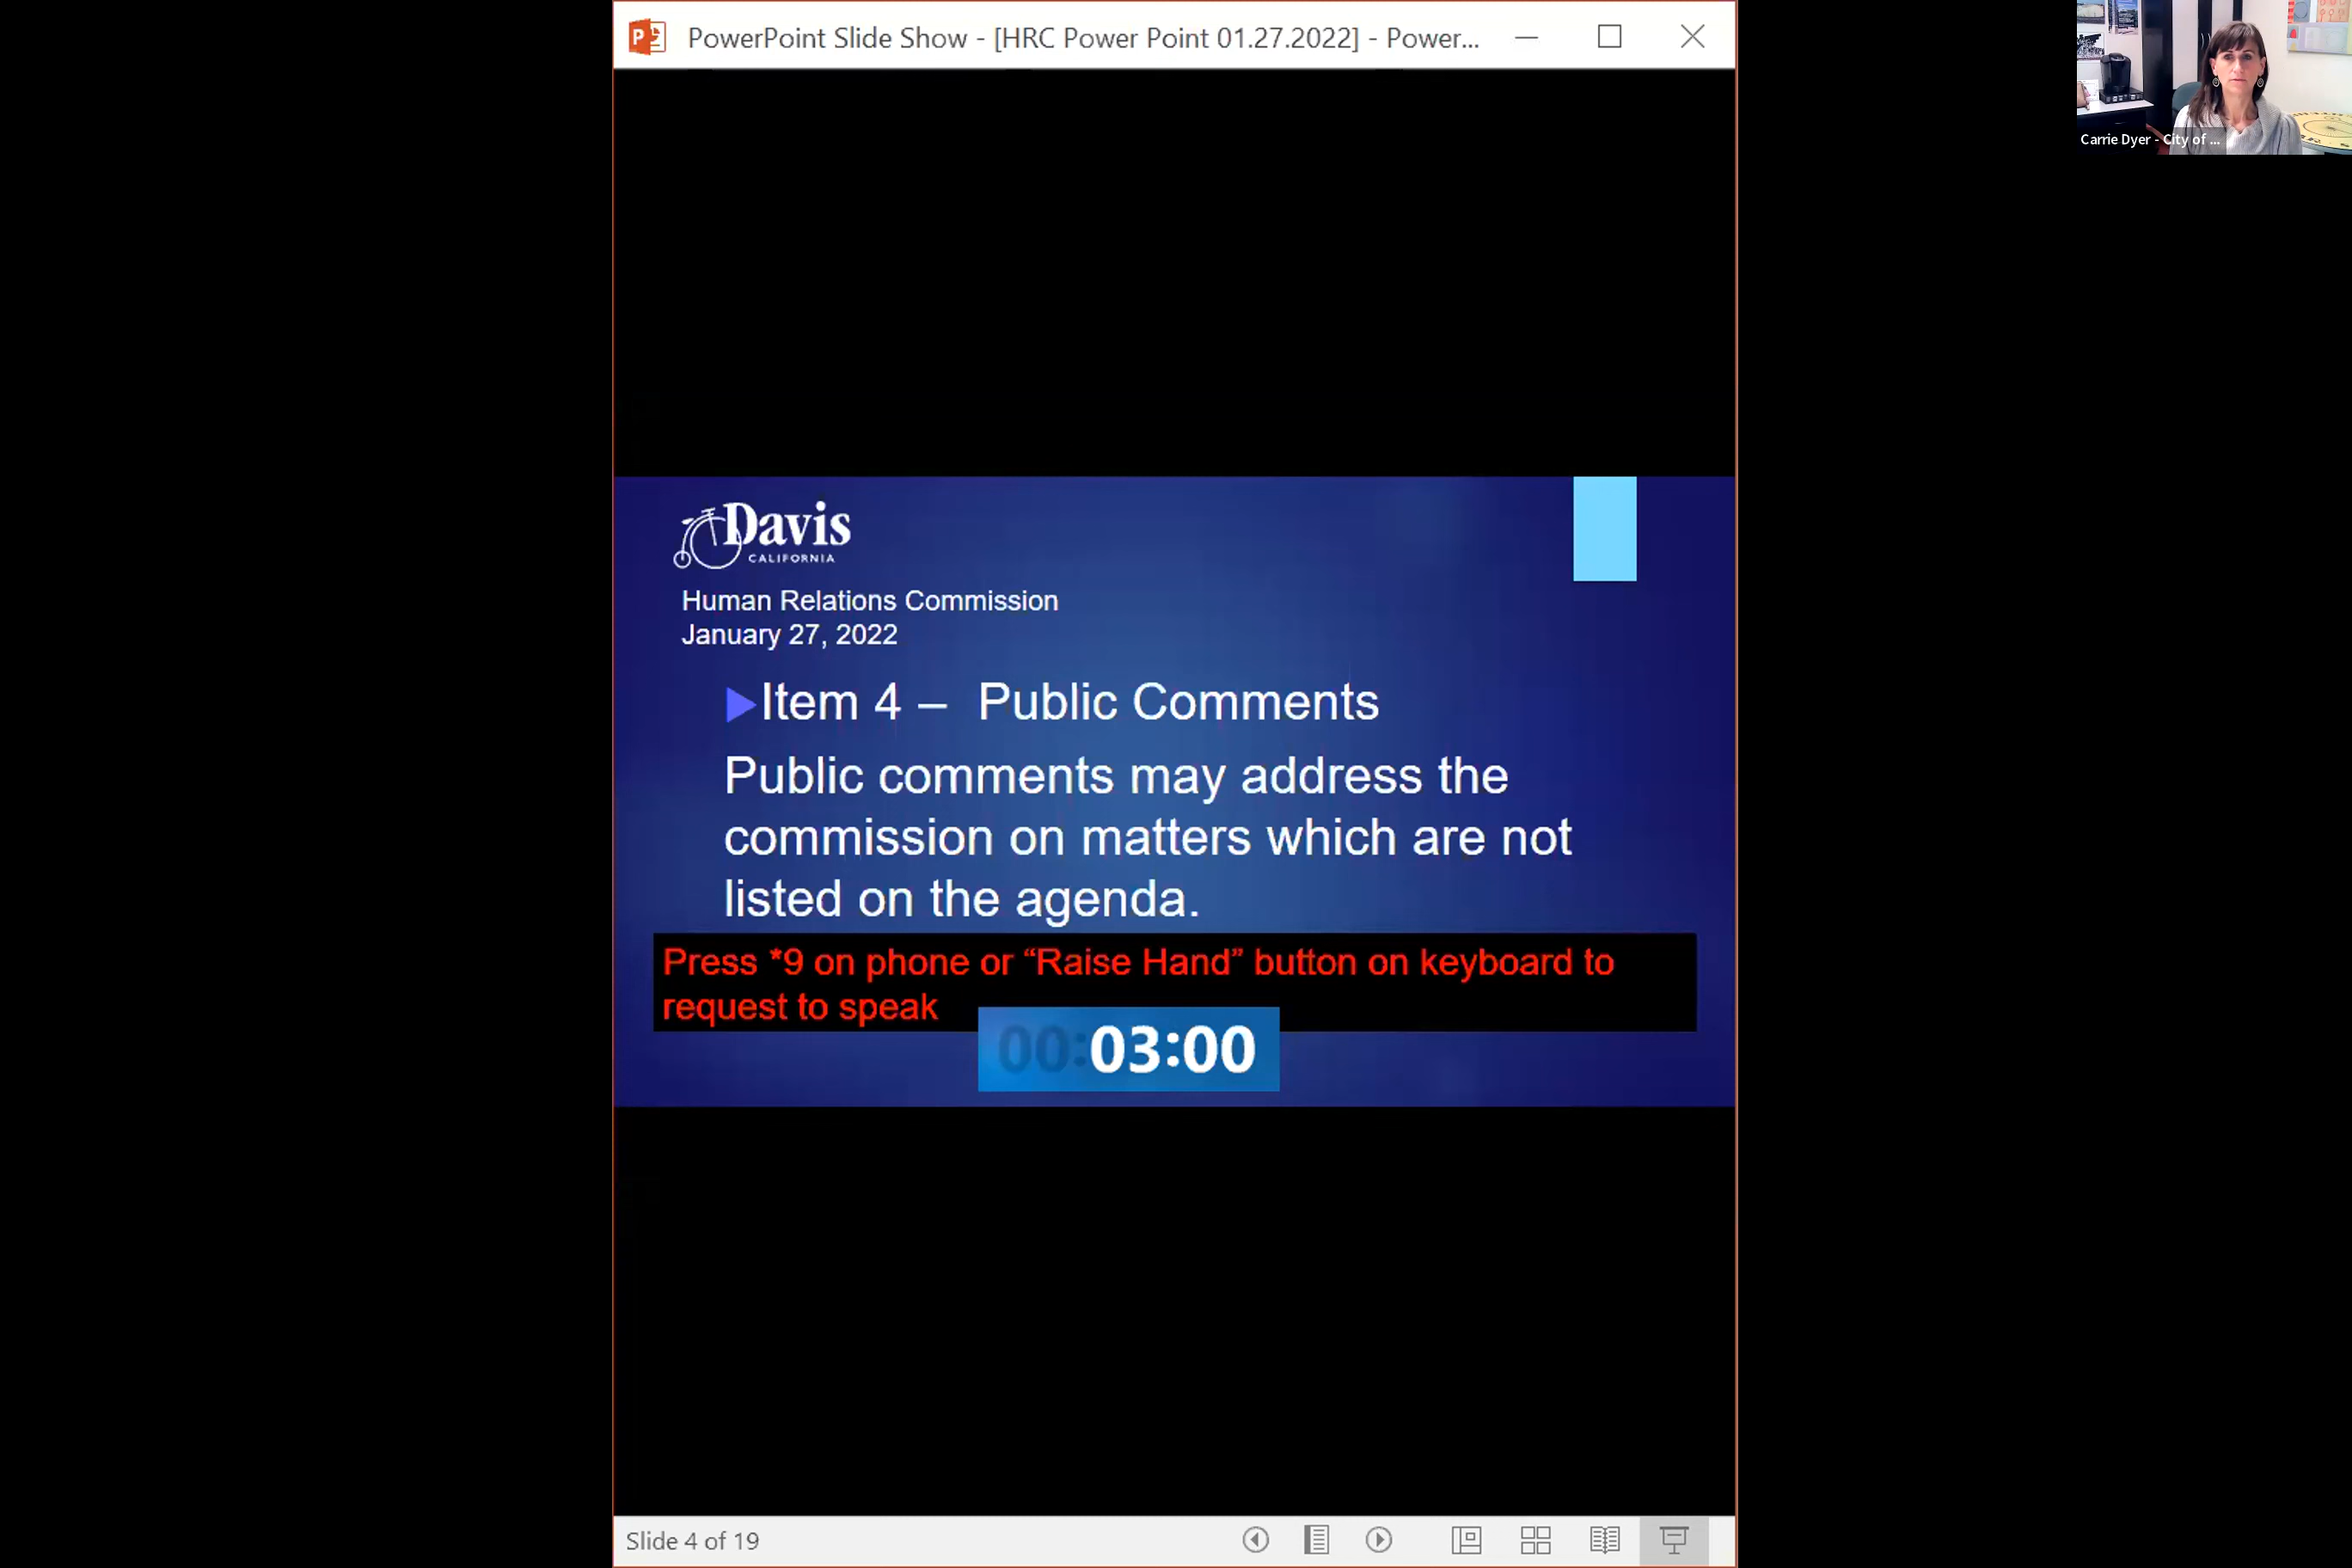 PowerPoint Slide Show - [HRC Power Point 01.27.2022] - Power...
Carrie Dyer - City of ...
Davis
CALIFORNIA
Human Relations Commission
January 27, 2022
Item 4 – Public Comments
Public comments may address the
commission on matters which are not
listed on the agenda.
Press *9 on phone or “Raise Hand” button on keyboard to
request to speak
00:03:00
Slide 4 of 19